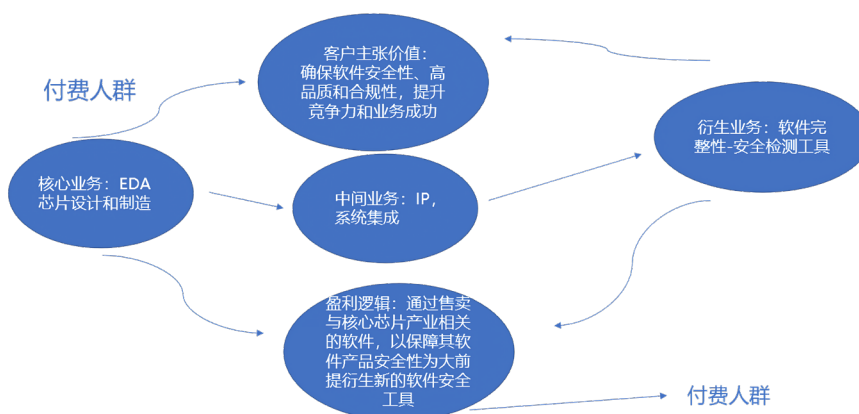 客户主张价值：
确保软件安全性、高
品质和合规性，提升
竞争力和业务成功
付费人群
衍生业务：软件完
整性-安全检测工具
核心业务：EDA
芯片设计和制造
中间业务：IP，
系统集成
盈利逻辑：通过售卖
与核心芯片产业相关
的软件，以保障其软
件产品安全性为大前
提衍生新的软件安全
工具
付费人群